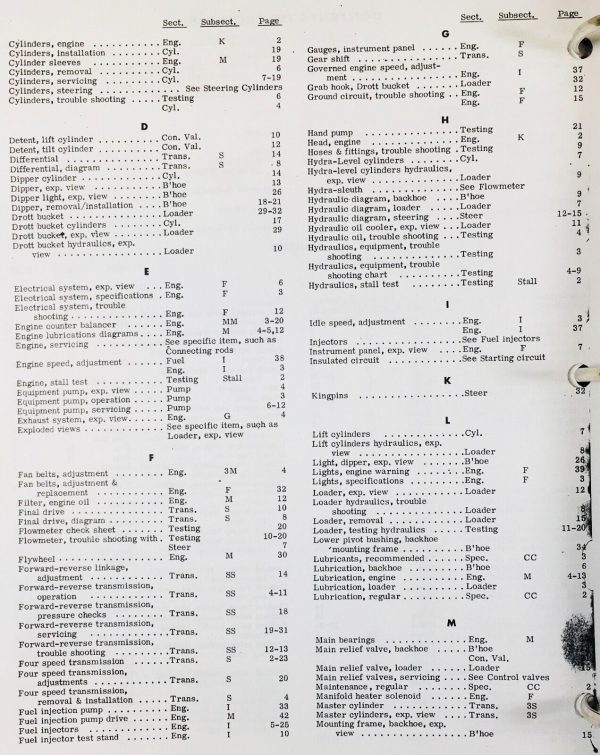 Sect. Subsect. Page
Cylinders, engine ........... Eng. K 2
Cylinders, installation ......... Cyl. 19
Cylinder sleeves ............ Eng. M 19
Cylinders, removal .......... Cyl. 6
Cylinders, servicing .......... Cyl. 7-19
Cylinders, steering ............ See Steering Cylinders
Cylinders, trouble shooting ...... Testing 6
Cyl. 4
D
Detent, lift cylinder ........... Con. Val. 10
Detent, tilt cylinder ........... Con. Val. 12
Differential ................ Trans. S 14
Differential, diagram .......... Trans. S 8
Dipper cylinder ............. Cyl. 14
Dipper, exp. view ............ B'hoe 13
Dipper light, exp. view ......... B'hoe 26
Dipper, removal/installation ..... B'hoe 18-21
Drott bucket ................ Loader 29-32
Drott bucket cylinders ......... Cyl. 17
Drott bucket, exp. view ........ Loader 29
Drott bucket hydraulics, exp.
view .................... Loader 10
E
Electrical system, exp. view ... Eng. F 6
Electrical system, specifications . Eng. F 3
Electrical system, trouble
shooting ................. Eng. F 12
Engine counter balancer ....... Eng. MM 3-20
Engine lubrications diagrams .... Eng. M 4-5,12
Engine, servicing ............ See specific item, such as
Connecting rods
Engine speed, adjustment ...... Fuel I 38
Eng. I 3
Engine, stall test ............ Testing Stall 2
Equipment pump, exp. view .... Pump 4
Equipment pump, operation .... Pump 3
Equipment pump, servicing .... Pump 6-12
Exhaust system, exp. view ..... Eng. G 4
Exploded views ............. See specific item, such as
Loader, exp. view
F
Fan belts, adjustment ......... Eng. 3M 4
Fan belts, adjustment &
replacement ............. Eng. F 32
Filter, engine oil ............ Eng. M 12
Final drive ................ Trans. S 10
Final drive, diagram ......... Trans. S 8
Flowmeter check sheet ....... Testing 20
Flowmeter, trouble shooting with . Testing 10-20
Steer 7
Flywheel .................. Eng. M 30
Forward-reverse linkage,
adjustment ............... Trans. SS 14
Forward-reverse transmission,
operation ................ Trans. SS 4-11
Forward-reverse transmission,
pressure checks .......... Trans. SS 18
Forward-reverse transmission,
servicing ................ Trans. SS 19-31
Forward-reverse transmission,
trouble shooting .......... Trans. SS 12-13
Four speed transmission ...... Trans. S 2-23
Four speed transmission,
adjustments .............. Trans. S 20
Four speed transmission,
removal & installation ...... Trans. S 4
Fuel injection pump .......... Eng. I 33
Fuel injection pump drive ..... Eng. M 42
Fuel injectors .............. Eng. I 5-25
Fuel injector test stand ....... Eng. I 10
Sect. Subsect. Page
G
Gauges, instrument panel ...... Eng. F
Gear shift ................. Trans. S
Governed engine speed, adjust-
ment ................... Eng. I 37
Grab hook, Drott bucket ....... Loader 32
Ground circuit, trouble shooting .. Eng. F 12
Eng. F 15
H
Hand pump ................ Testing 21
Head, engine ............... Eng. K 2
Hoses & fittings, trouble shooting . Testing 9
Hydra-Level cylinders ........ Cyl. 7
Hydra-level cylinders hydraulics,
exp. view ................ Loader 9
Hydra-sleuth ............... See Flowmeter
Hydraulic diagram, backhoe .... B'hoe 9
Hydraulic diagram, loader ..... Loader 7
Hydraulic diagram, steering .... Steer 12-15
Hydraulic oil cooler, exp. view ... Loader 11
Hydraulic oil, trouble shooting ... Testing 4
Hydraulics, equipment, trouble
shooting ................ Testing 3
Hydraulics, equipment, trouble
shooting chart ............ Testing 4-9
Hydraulics, stall test ......... Testing Stall 2
I
Idle speed, adjustment ........ Eng. I 3
Eng. I 37
Injectors .................. See Fuel injectors
Instrument panel, exp. view .... Eng. F 7
Insulated circuit ............ See Starting circuit
K
Kingpins .................. Steer 32
L
Lift cylinders .............. Cyl. 7
Lift cylinders hydraulics, exp.
view ................... Loader 8
Light, dipper, exp. view ....... B'hoe 26
Lights, engine warning ........ Eng. F 39
Lights, specifications ......... Eng. F 3
Loader, exp. view ........... Loader 12
Loader hydraulics, trouble
shooting ................ Loader 8
Loader, removal ............ Loader 15
Loader, testing hydraulics ..... Testing 11-20
Lower pivot bushing, backhoe
mounting frame ........... B'hoe 34
Lubricants, recommended ...... Spec. CC 3
Lubrication, backhoe ......... B'hoe 6
Lubrication, engine .......... Eng. M 4-13
Lubrication, loader .......... Loader 3
Lubrication, regular .......... Spec. CC 2
M
Main bearings .............. Eng. M
Main relief valve, backhoe ..... B'hoe
Con. Val.
Main relief valve, loader ...... Loader
Main relief valves, servicing .... See Control valves
Maintenance, regular ......... Spec. CC 2
Manifold heater solenoid ...... Eng. F
Master cylinder ............. Trans. 3S
Master cylinders, exp. view .... Trans. 3S
Mounting frame, backhoe, exp.
view ................... B'hoe 15